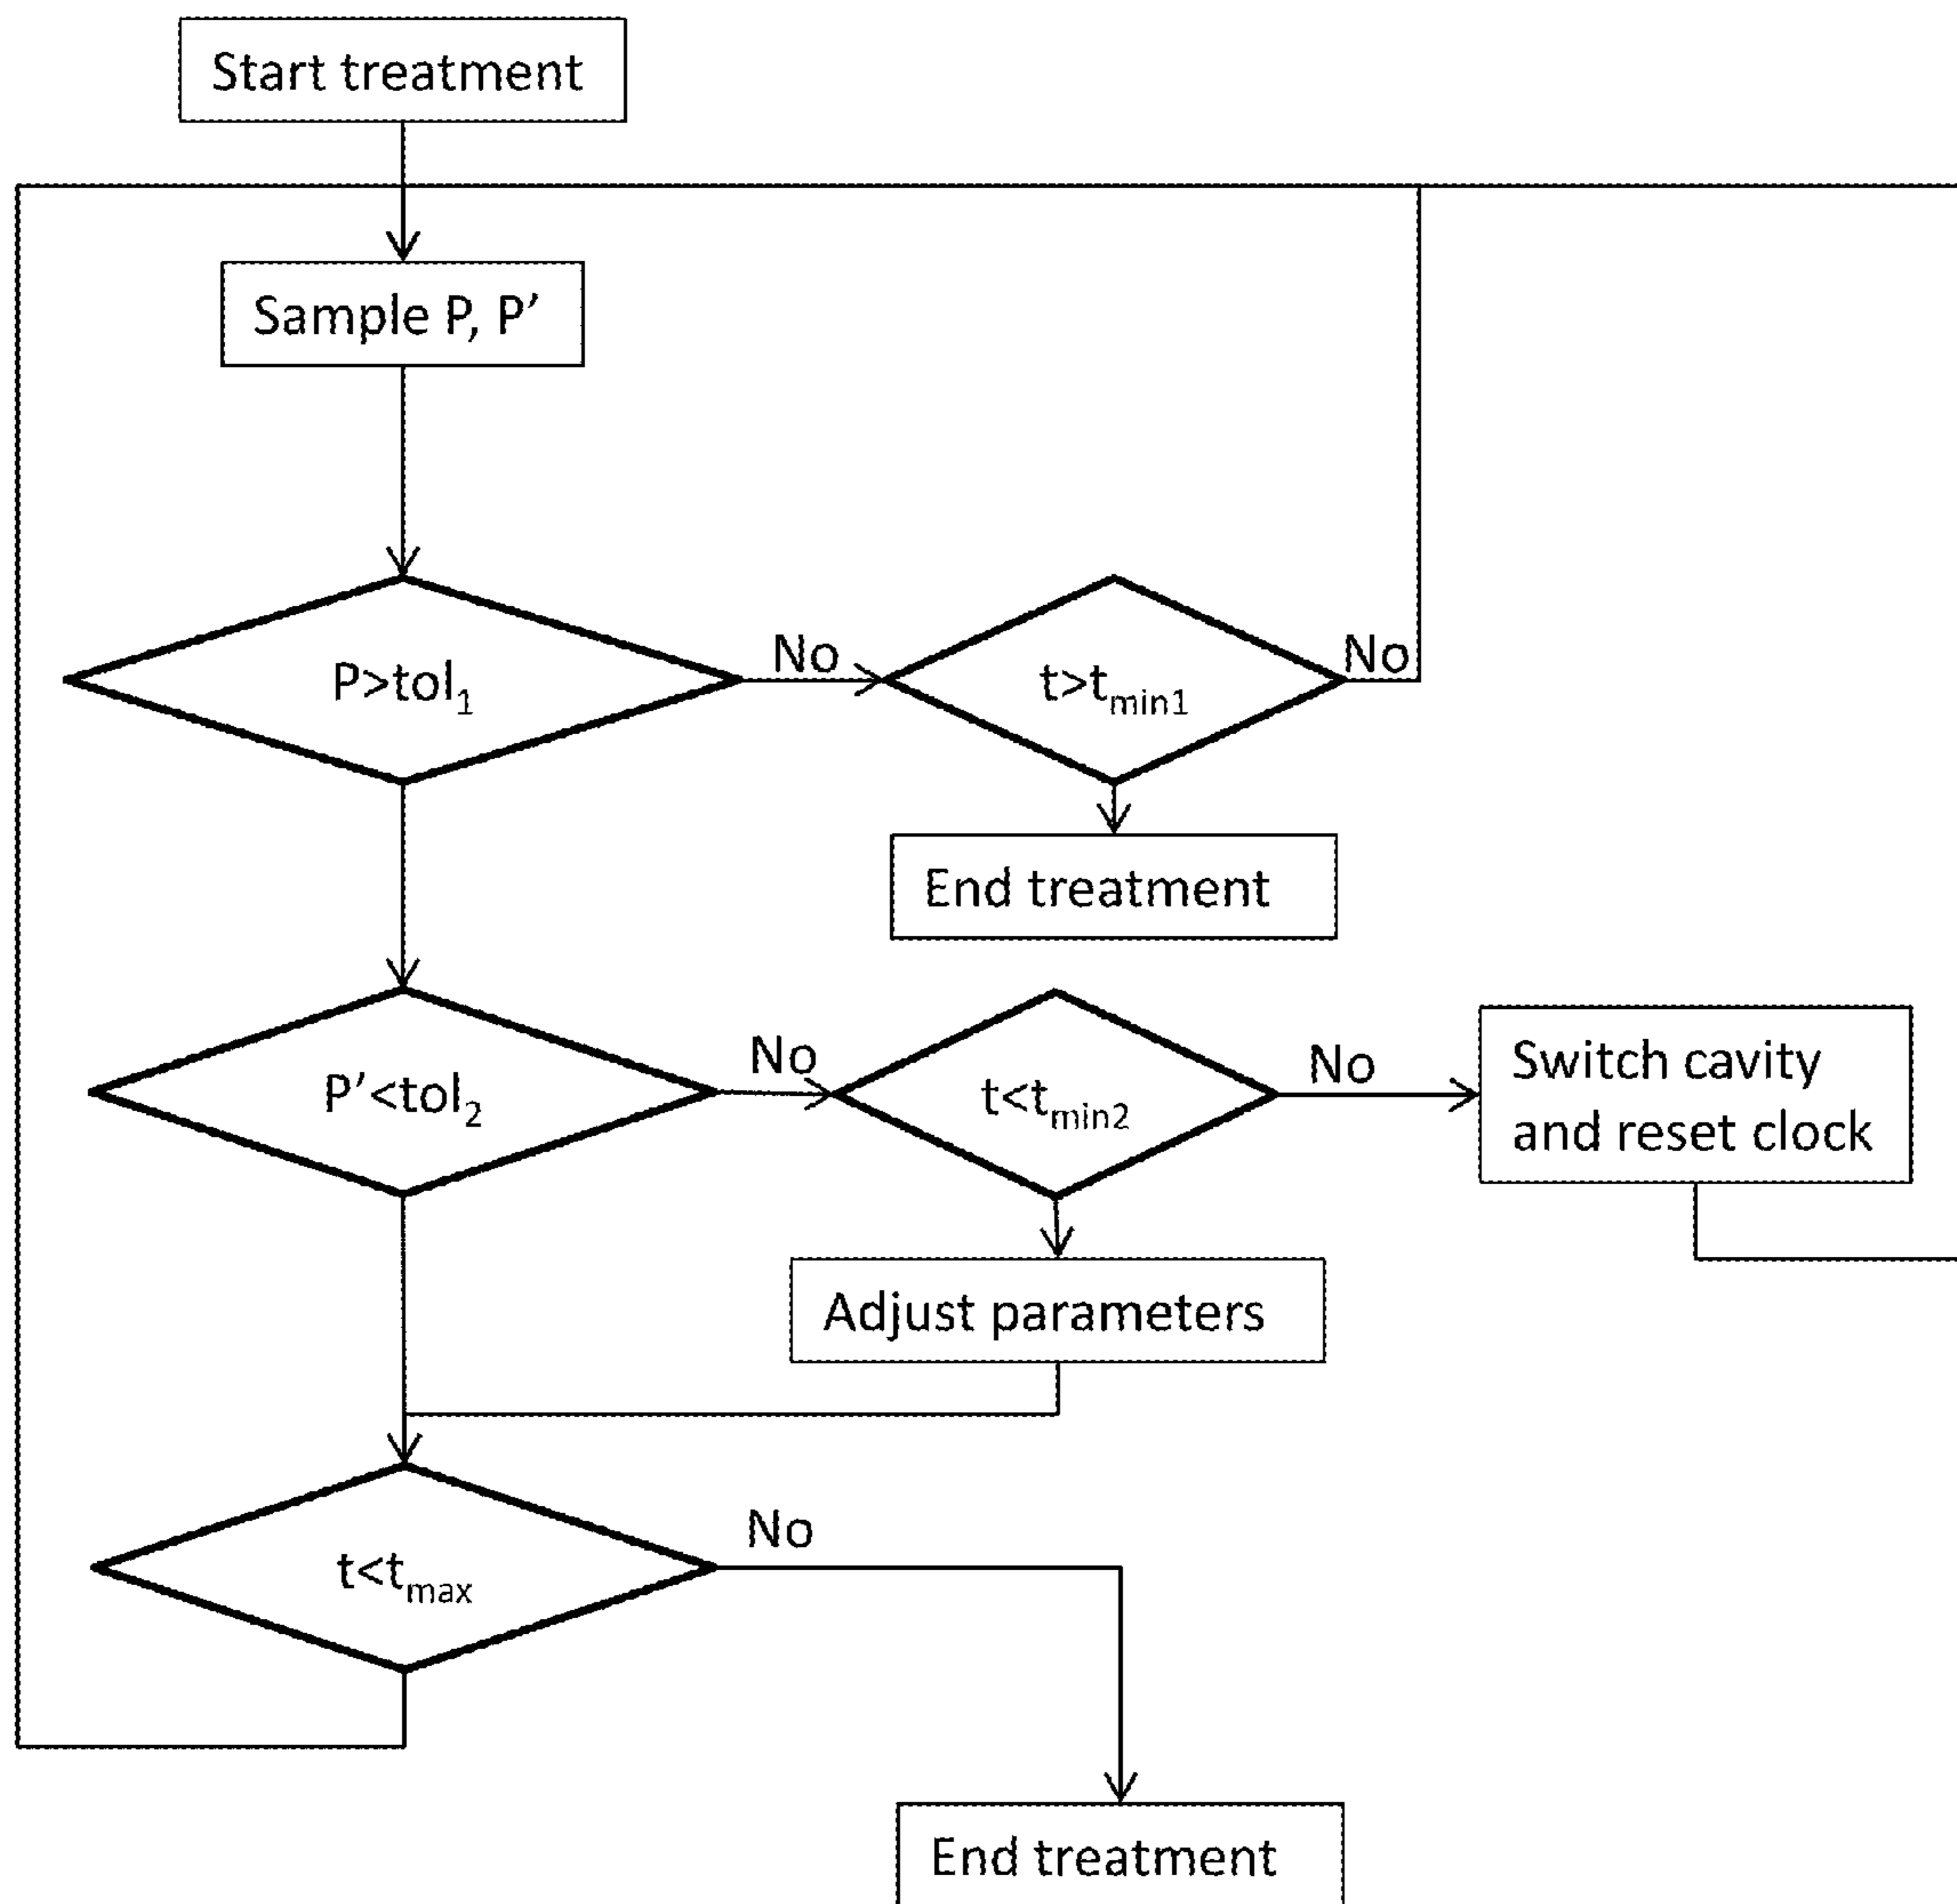 Start treatment
Sample P, P’
P>tol₁
No
t>tₘᵢₙ₁
No
End treatment
P’<tol₂
No
t<tₘᵢₙ₂
No
Switch cavity
and reset clock
Adjust parameters
t<tₘₐₓ
No
End treatment